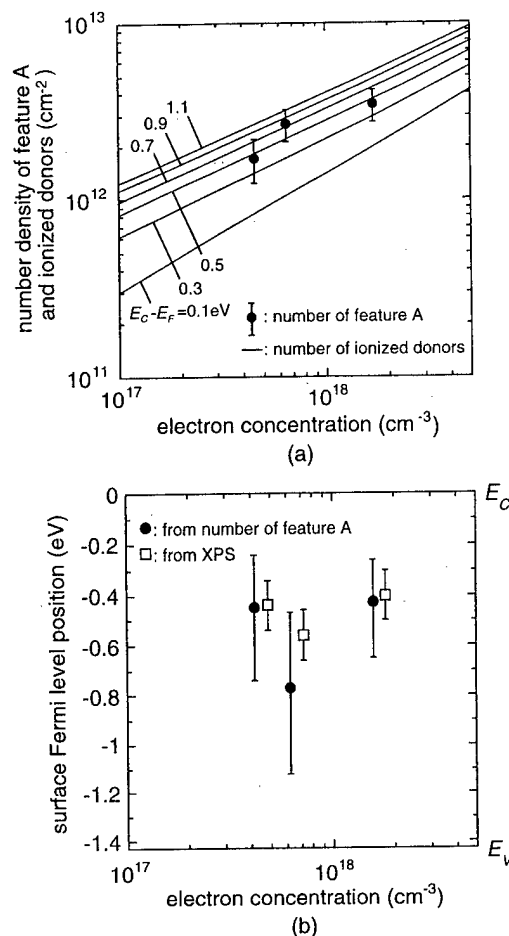 10^13
number density of feature A
and ionized donors (cm^-2)
1.1
0.9
0.7
10^12
0.5
0.3
E_C-E_F=0.1eV
: number of feature A
: number of ionized donors
10^11
10^17
10^18
electron concentration (cm^-3)
(a)
0
E_C
: from number of feature A
: from XPS
-0.2
-0.4
-0.6
-0.8
-1
-1.2
-1.4
surface Fermi level position (eV)
E_V
10^17
10^18
electron concentration (cm^-3)
(b)